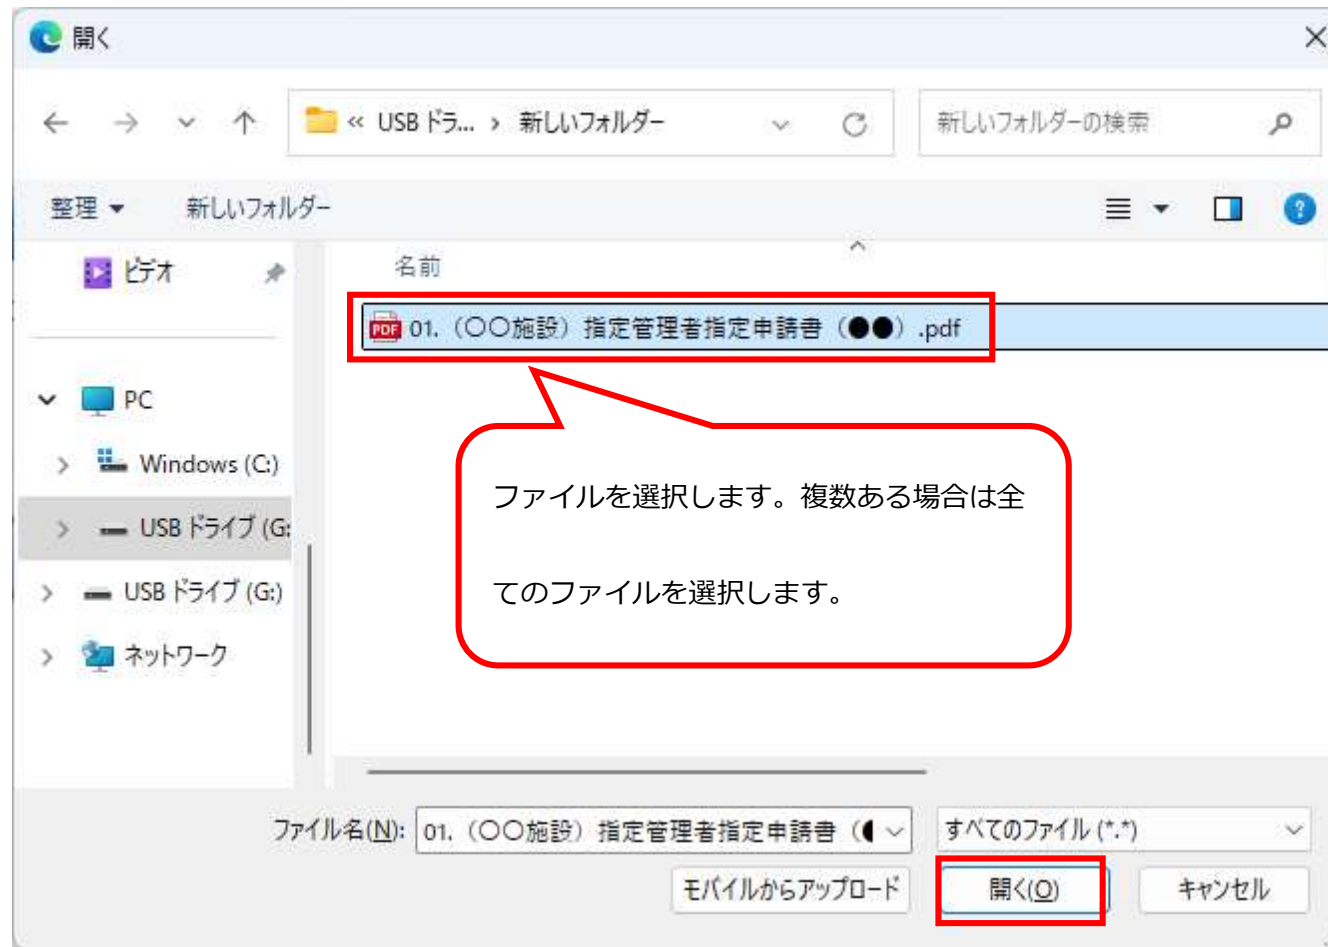 開く
« USB ドラ... › 新しいフォルダー
新しいフォルダーの検索
整理 新しいフォルダー
ビデオ
名前
PDF 01.（〇〇施設）指定管理者指定申請書（●●）.pdf
PC
Windows (C:)
USB ドライブ (G:
USB ドライブ (G:)
ネットワーク
ファイルを選択します。複数ある場合は全
てのファイルを選択します。
ファイル名(N): 01.（〇〇施設）指定管理者指定申請書（ すべてのファイル (*.*)
モバイルからアップロード 開く(O) キャンセル